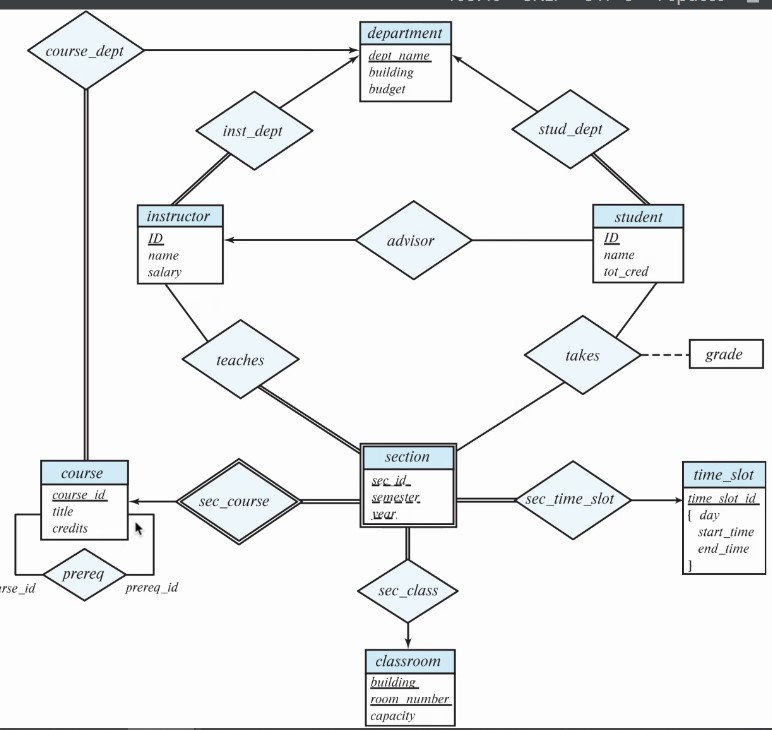 department
course_dept
dept_name
building
budget
inst_dept
stud_dept
instructor
ID
name
salary
advisor
student
ID
name
tot_cred
teaches
takes
grade
section
sec_id
semester
year
course
course_id
title
credits
sec_course
sec_time_slot
time_slot
time_slot_id
{ day
start_time
end_time
}
prereq
prereq_id
sec_class
classroom
building
room_number
capacity